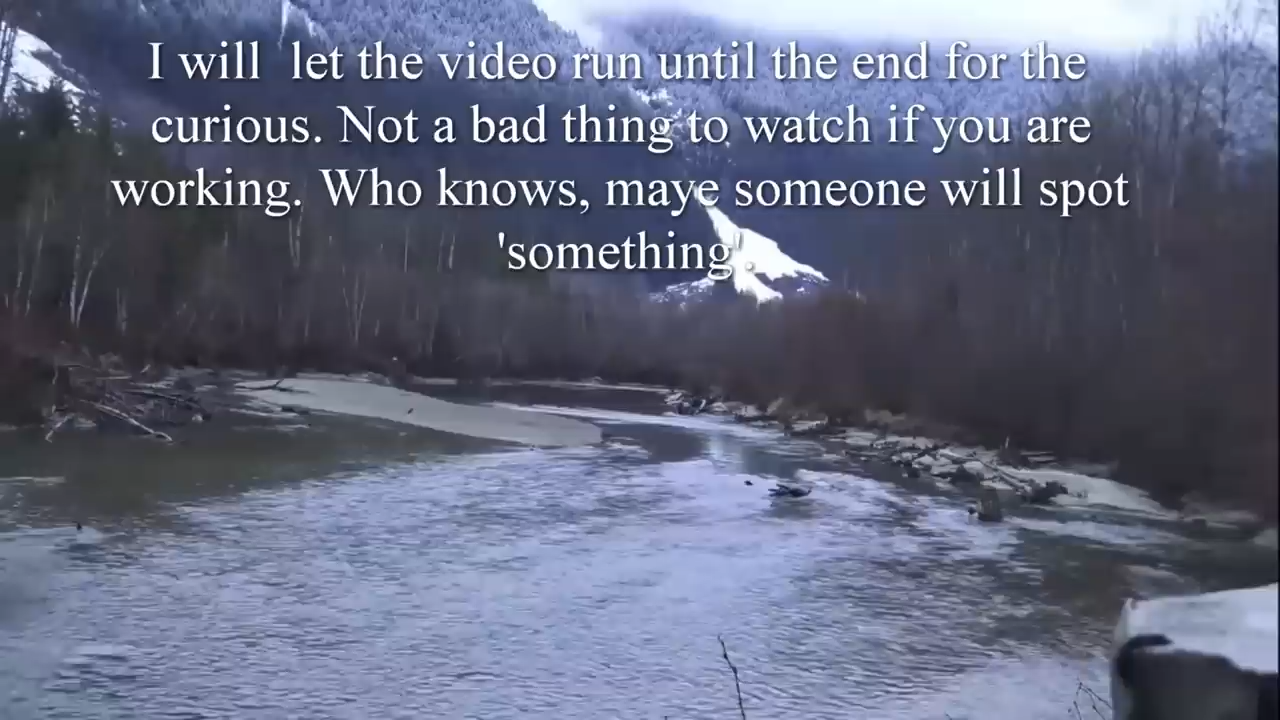 I will  let the video run until the end for the
curious. Not a bad thing to watch if you are
working. Who knows, maye someone will spot
'something'.